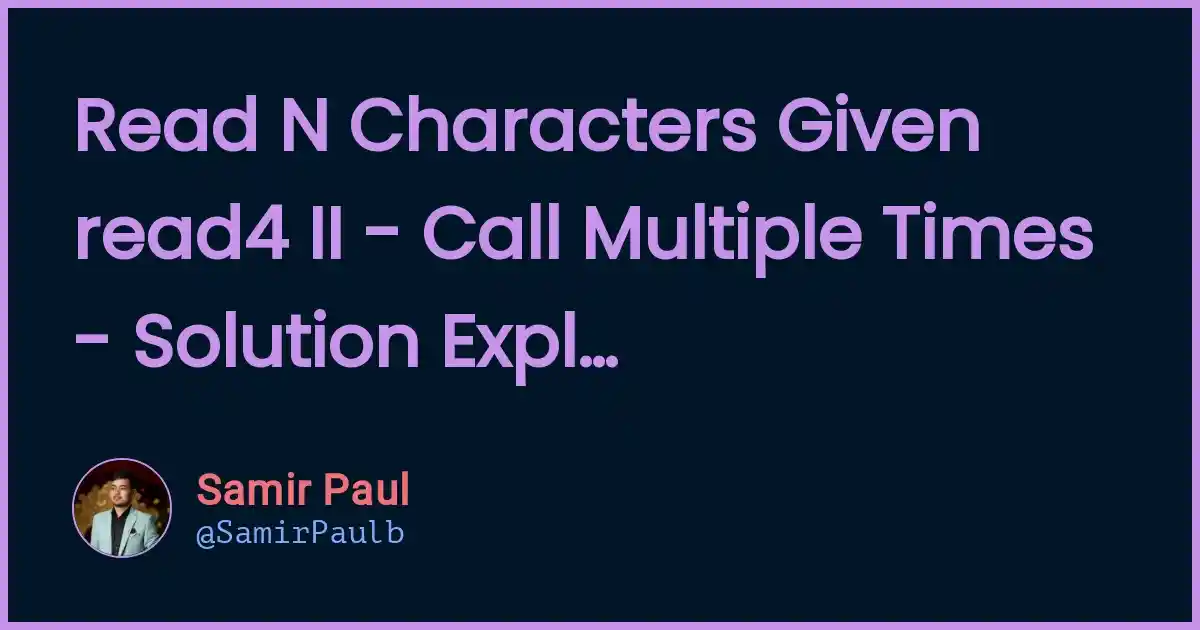 Read N Characters Given
read4 II - Call Multiple Times
- Solution Expl...
Samir Paul
@SamirPaulb